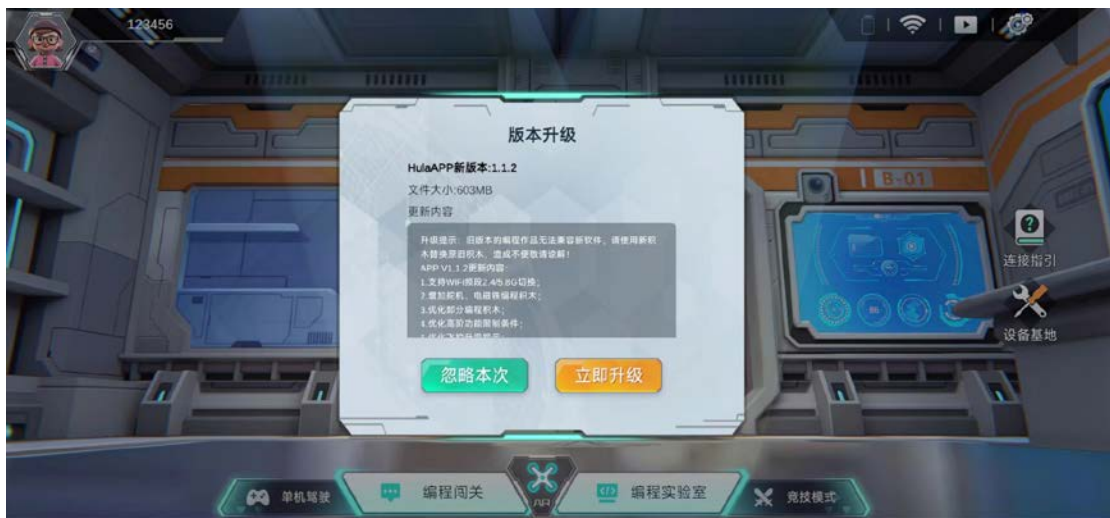 123456
版本升级
HulaAPP新版本:1.1.2
文件大小:603MB
更新内容
升级提示：旧版本的编程作品无法兼容新软件，请使用新积
木替换原旧积木，造成不便敬请谅解！
APP V1.1.2更新内容：
1.支持WIFI频段2.4/5.8G切换；
2.增加舵机、电磁铁编程积木；
3.优化部分编程积木；
4.优化高阶功能限制条件；
忽略本次
立即升级
B-01
连接指引
设备基地
单机驾驶
编程闯关
编程实验室
竞技模式